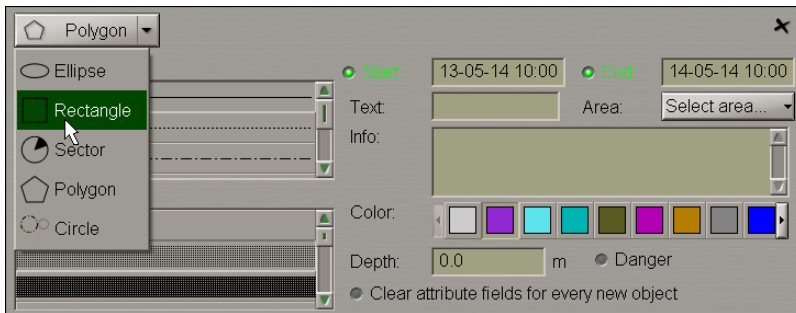 Polygon
Ellipse
Rectangle
Sector
Polygon
Circle
Start: 13-05-14 10:00 End: 14-05-14 10:00
Text: Area: Select area...
Info:
Color:
Depth: 0.0 m Danger
Clear attribute fields for every new object